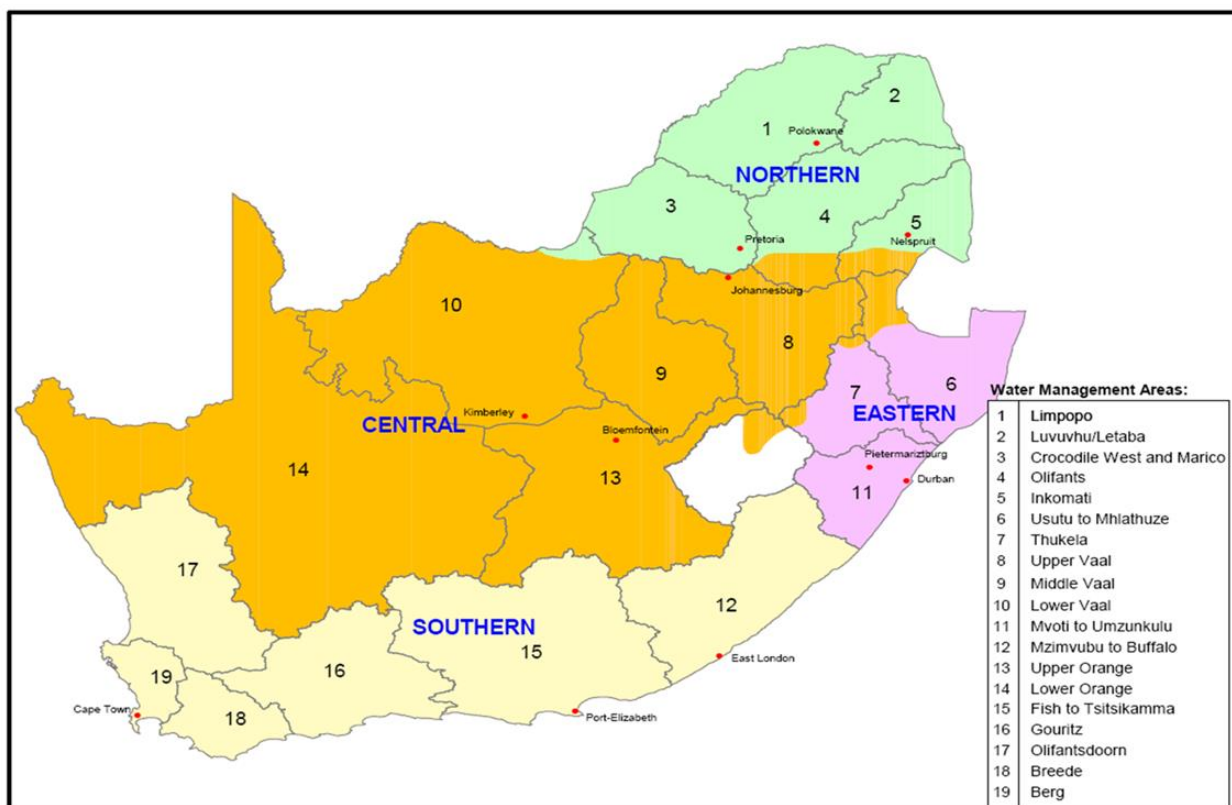 2
1
Polokwane
NORTHERN
3
4
5
Nelspruit
Pretoria
Johannesburg
10
8
9
7
6
EASTERN
Kimberley
CENTRAL
Bloemfontein
14
13
Pietermariztburg
11
Durban
17
12
SOUTHERN
15
East London
16
19
Cape Town
18
Port-Elizabeth
Water Management Areas:
1 Limpopo
2 Luvuvhu/Letaba
3 Crocodile West and Marico
4 Olifants
5 Inkomati
6 Usutu to Mhlathuze
7 Thukela
8 Upper Vaal
9 Middle Vaal
10 Lower Vaal
11 Mvoti to Umzunkulu
12 Mzimvubu to Buffalo
13 Upper Orange
14 Lower Orange
15 Fish to Tsitsikamma
16 Gouritz
17 Olifantsdoorn
18 Breede
19 Berg